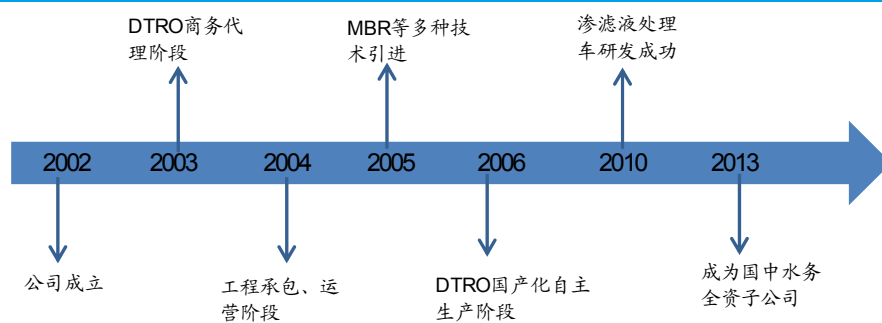 DTRO商务代
理阶段
MBR等多种技
术引进
渗滤液处理
车研发成功
2002
2003
2004
2005
2006
2010
2013
公司成立
工程承包、运
营阶段
DTRO国产化自主
生产阶段
成为国中水务
全资子公司